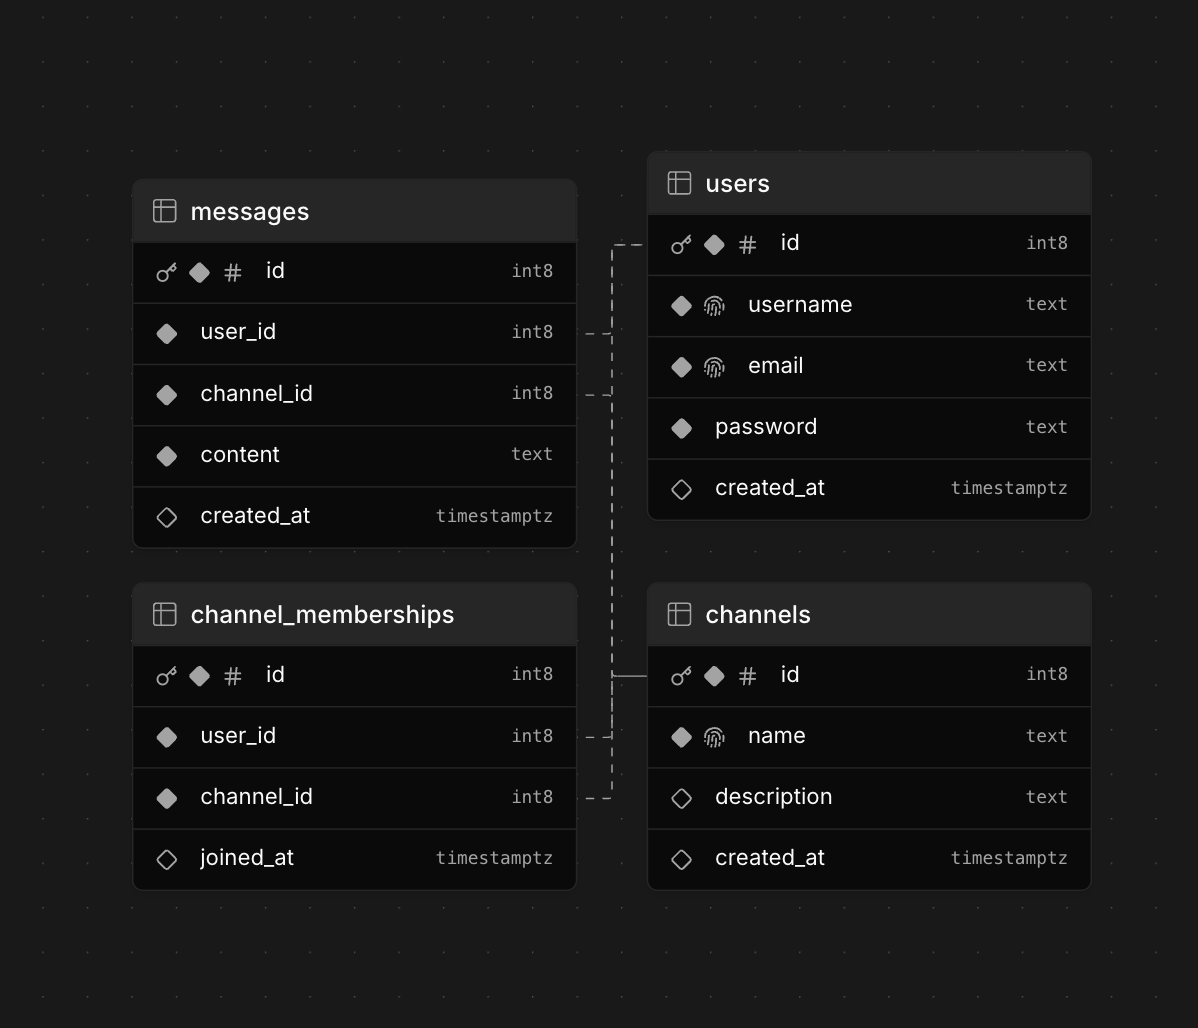 messages
# id int8
user_id int8
channel_id int8
content text
created_at timestamptz
users
# id int8
username text
email text
password text
created_at timestamptz
channel_memberships
# id int8
user_id int8
channel_id int8
joined_at timestamptz
channels
# id int8
name text
description text
created_at timestamptz